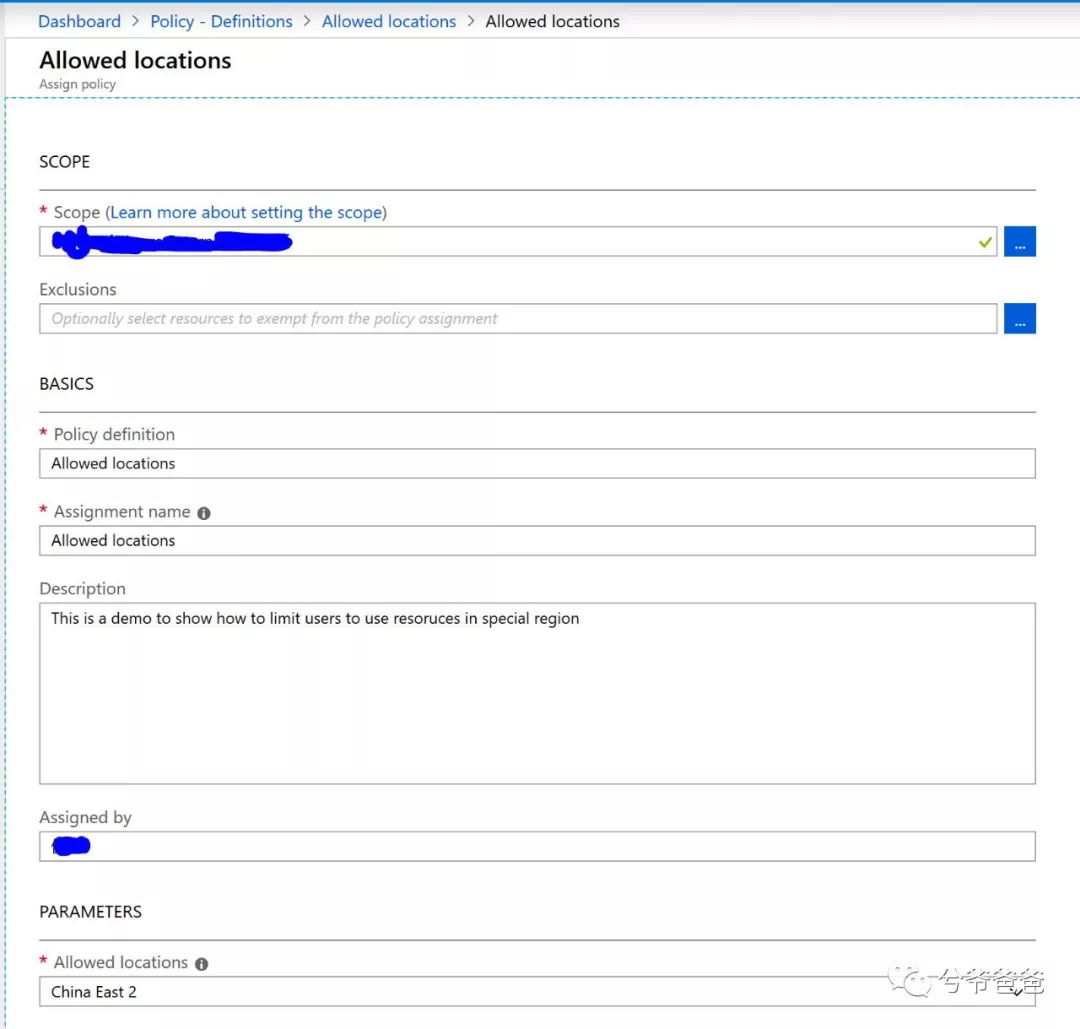 Dashboard > Policy - Definitions > Allowed locations > Allowed locations
Allowed locations
Assign policy
SCOPE
* Scope (Learn more about setting the scope)
...
Exclusions
Optionally select resources to exempt from the policy assignment
...
BASICS
* Policy definition
Allowed locations
* Assignment name
Allowed locations
Description
This is a demo to show how to limit users to use resoruces in special region
Assigned by
PARAMETERS
* Allowed locations
China East 2
兮爷爸爸